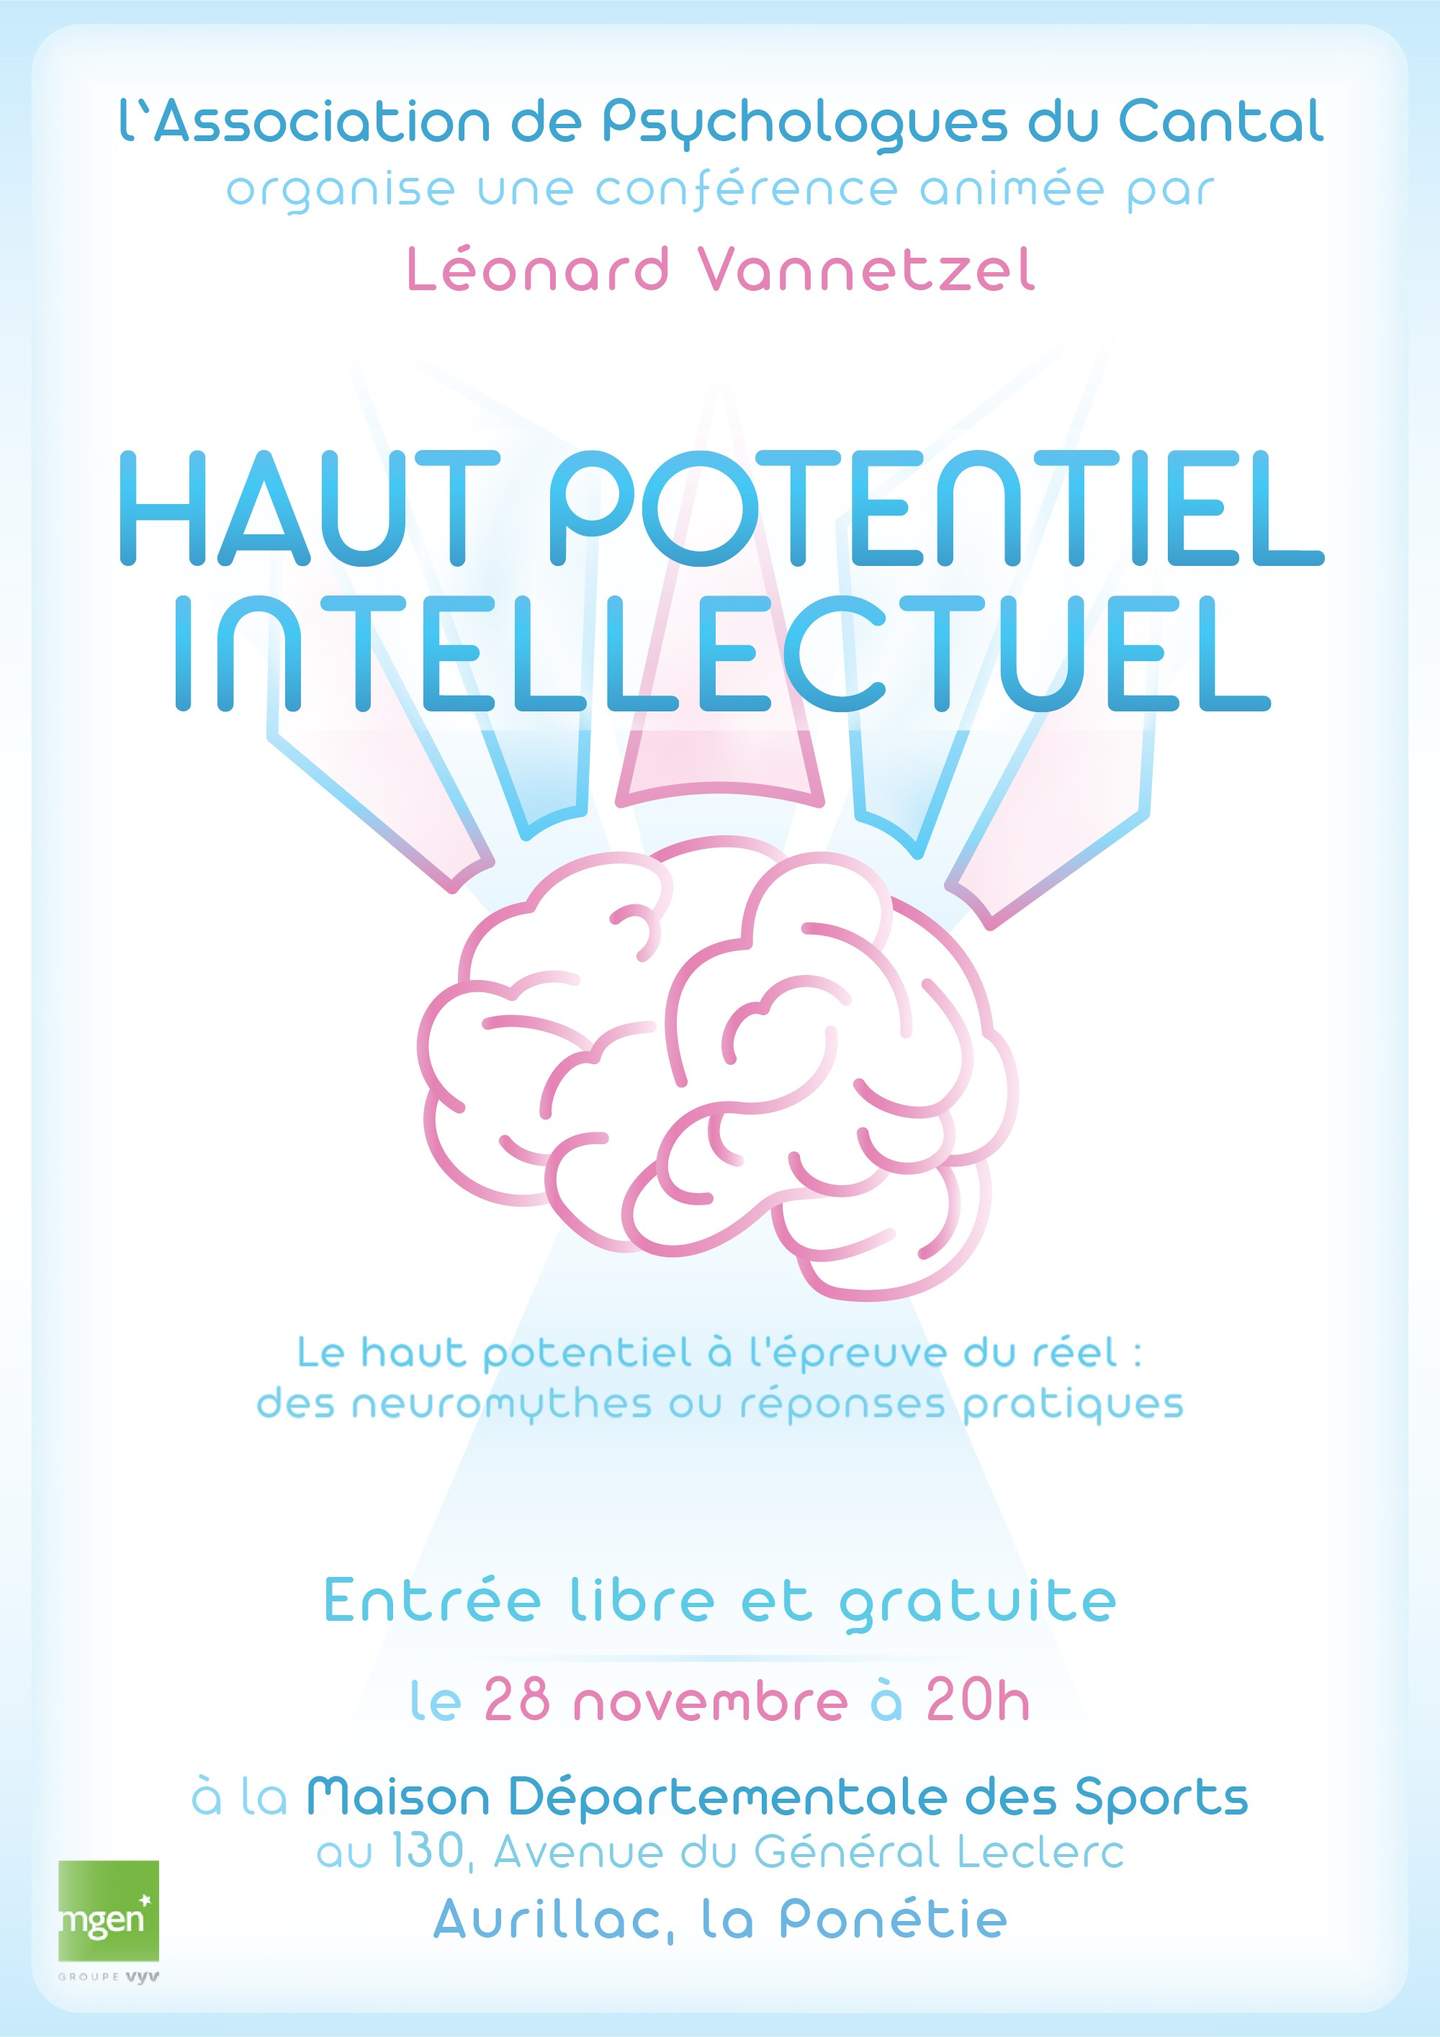 l'Association de Psychologues du Cantal
organise une conférence animée par
Léonard Vannetzel
HAUT POTENTIEL
INTELLECTUEL
Le haut potentiel à l'épreuve du réel :
des neuromythes ou réponses pratiques
Entrée libre et gratuite
le 28 novembre à 20h
à la Maison Départementale des Sports
au 130, Avenue du Général Leclerc
Aurillac, la Ponétie
mgen*
GROUPE vyv